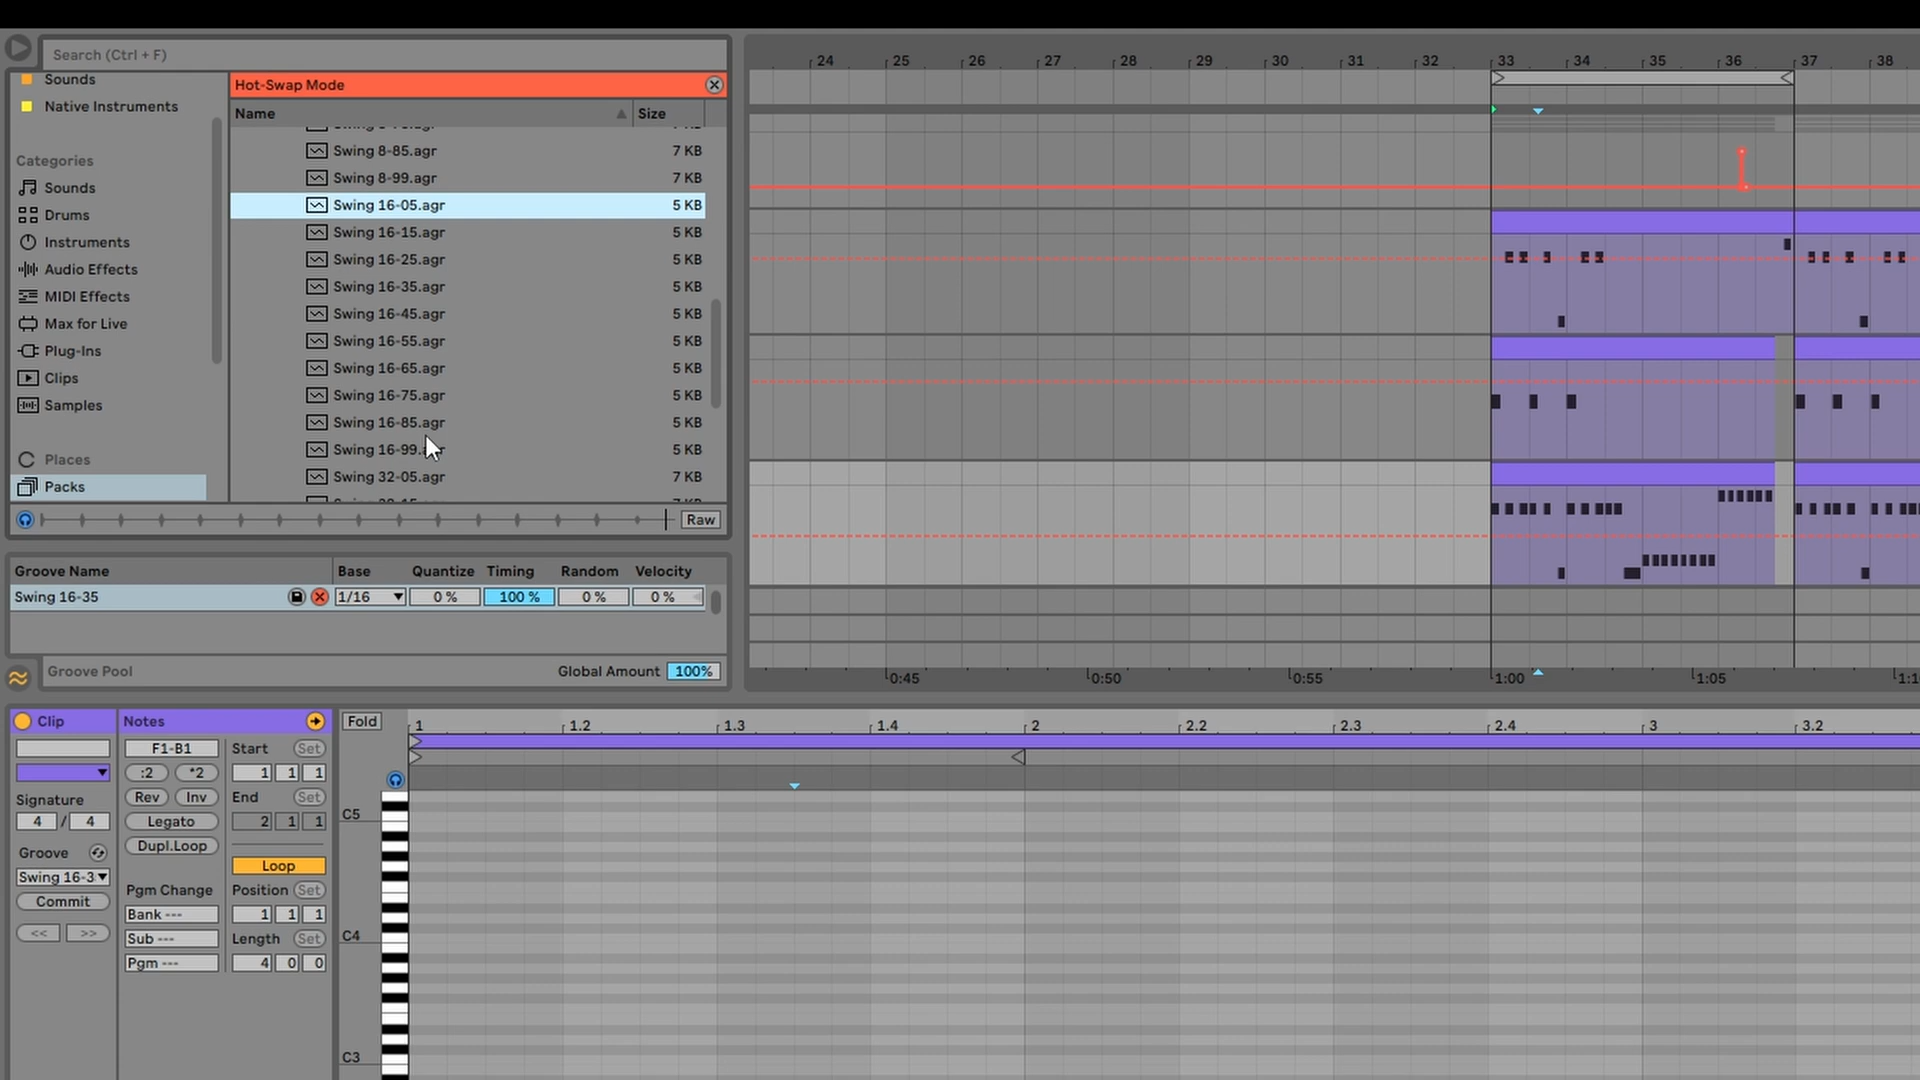 Search (Ctrl + F)
Sounds
Native Instruments
Categories
Sounds
Drums
Instruments
Audio Effects
MIDI Effects
Max for Live
Plug-Ins
Clips
Samples
Places
Packs
Hot-Swap Mode
Name Size
Swing 8-85.agr 7 KB
Swing 8-99.agr 7 KB
Swing 16-05.agr 5 KB
Swing 16-15.agr 5 KB
Swing 16-25.agr 5 KB
Swing 16-35.agr 5 KB
Swing 16-45.agr 5 KB
Swing 16-55.agr 5 KB
Swing 16-65.agr 5 KB
Swing 16-75.agr 5 KB
Swing 16-85.agr 5 KB
Swing 16-99.agr 5 KB
Swing 32-05.agr 7 KB
Raw
24 25 26 27 28 29 30 31 32 33 34 35 36 37 38
0:45 0:50 0:55 1:00 1:05
Groove Name Base Quantize Timing Random Velocity
Swing 16-35 1/16 0 % 100 % 0 % 0 %
Groove Pool Global Amount 100%
Clip
Signature
4 / 4
Groove
Swing 16-3
Commit
<< >>
Notes
F1-B1
:2 *2
Rev Inv
Legato
Dupl.Loop
Pgm Change
Bank ---
Sub ---
Pgm ---
Start Set
1 1 1
End Set
2 1 1
Loop
Position Set
1 1 1
Length Set
4 0 0
Fold
1 1.2 1.3 1.4 2 2.2 2.3 2.4 3 3.2
C5
C4
C3